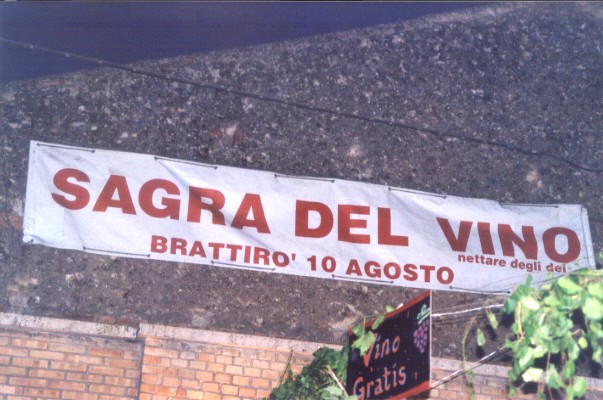 SAGRA DEL VINO
nettare degli dei
BRATTIRO' 10 AGOSTO
Vino
Gratis